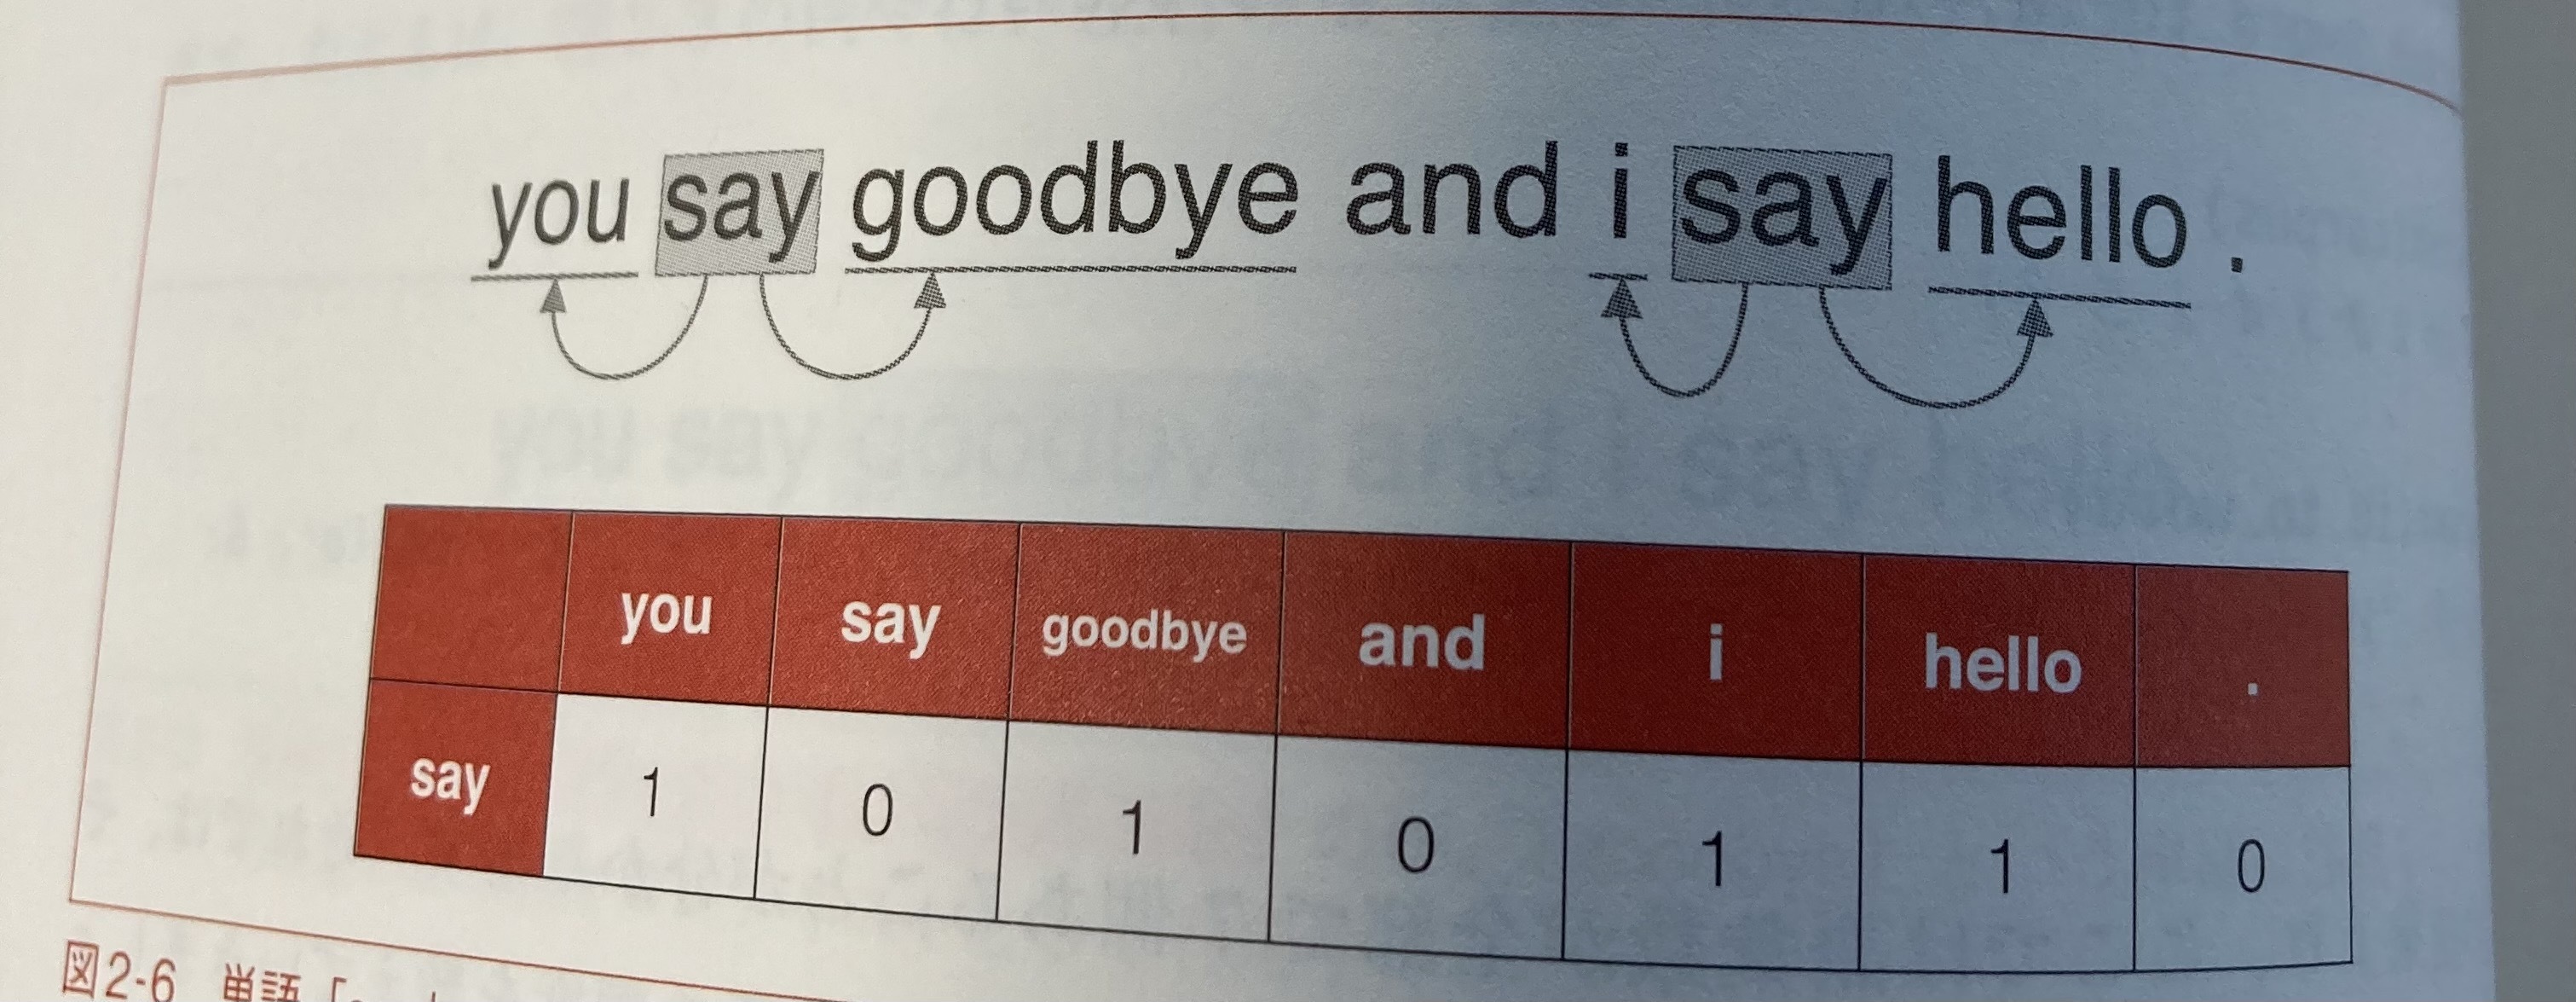 you say goodbye and i say hello .
you say goodbye and i hello .
say 1 0 1 0 1 1 0
図2-6 単語「